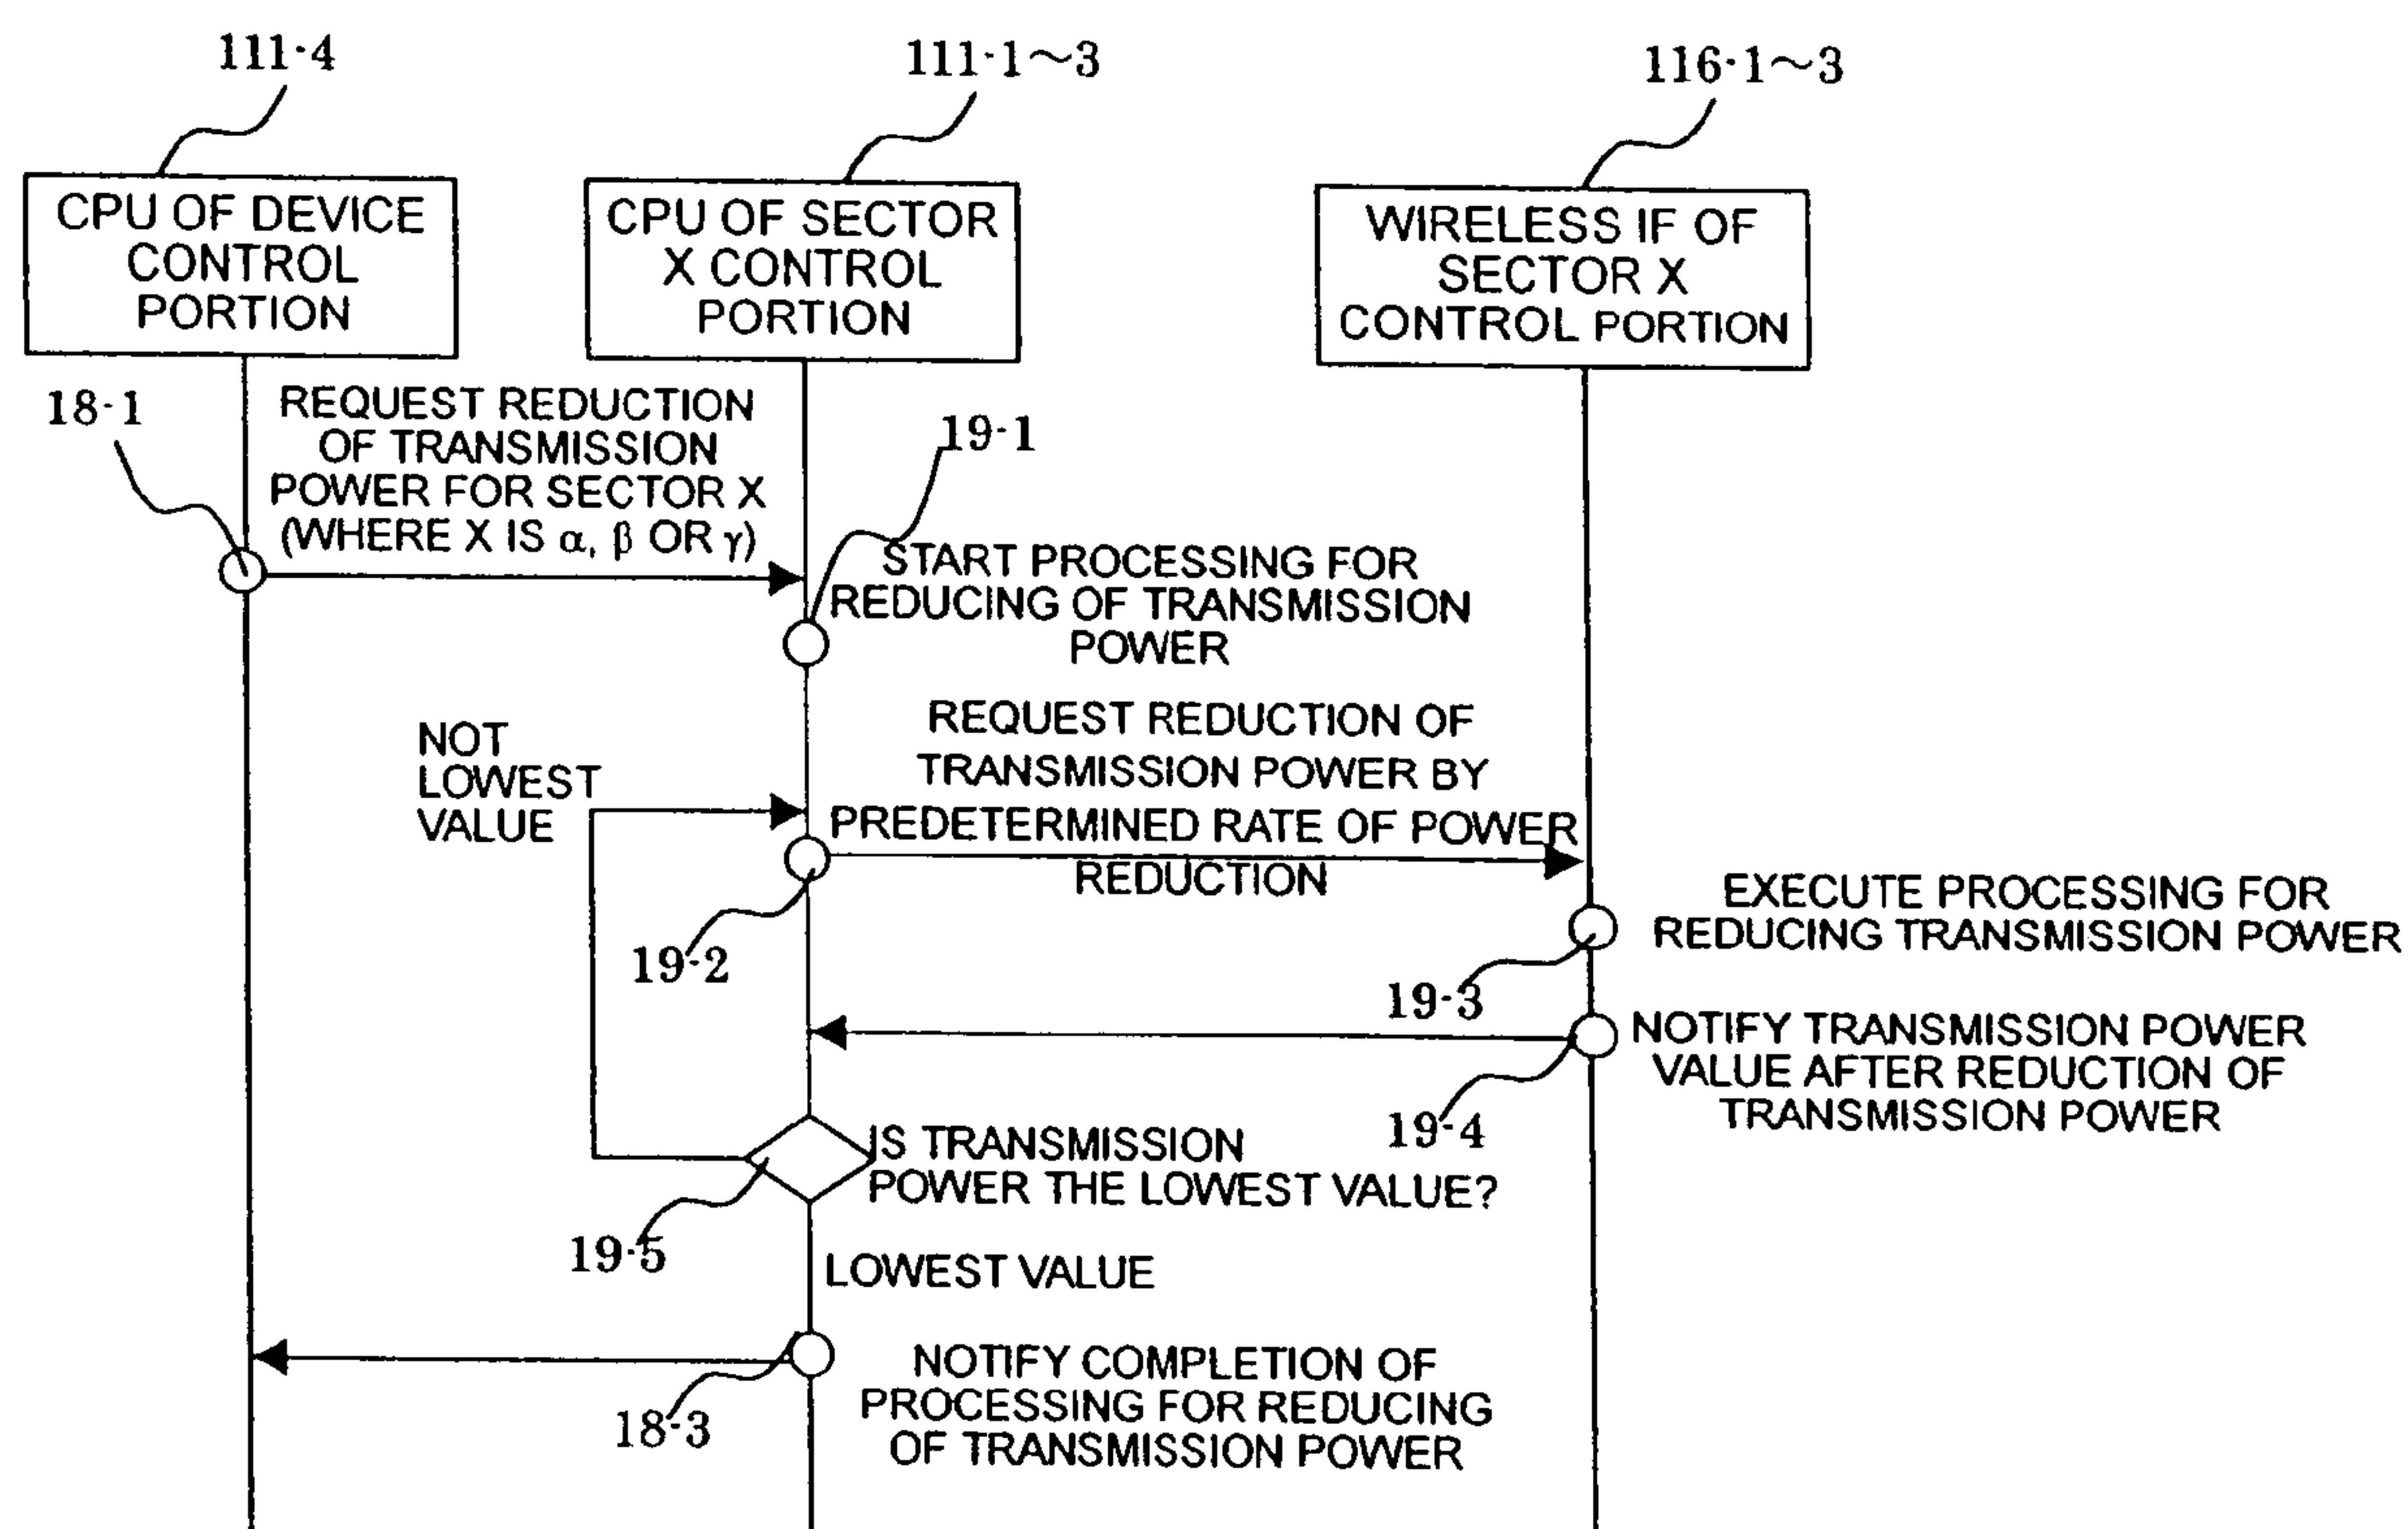 111-4
111-1~3
116-1~3
CPU OF DEVICE
CONTROL
PORTION
CPU OF SECTOR
X CONTROL
PORTION
WIRELESS IF OF
SECTOR X
CONTROL PORTION
18-1
REQUEST REDUCTION
OF TRANSMISSION
POWER FOR SECTOR X
(WHERE X IS α, β OR γ)
19-1
START PROCESSING FOR
REDUCING OF TRANSMISSION
POWER
NOT
LOWEST
VALUE
REQUEST REDUCTION OF
TRANSMISSION POWER BY
PREDETERMINED RATE OF POWER
REDUCTION
19-2
EXECUTE PROCESSING FOR
REDUCING TRANSMISSION POWER
19-3
NOTIFY TRANSMISSION POWER
VALUE AFTER REDUCTION OF
TRANSMISSION POWER
19-4
IS TRANSMISSION
POWER THE LOWEST VALUE?
19-5
LOWEST VALUE
NOTIFY COMPLETION OF
PROCESSING FOR REDUCING
OF TRANSMISSION POWER
18-3